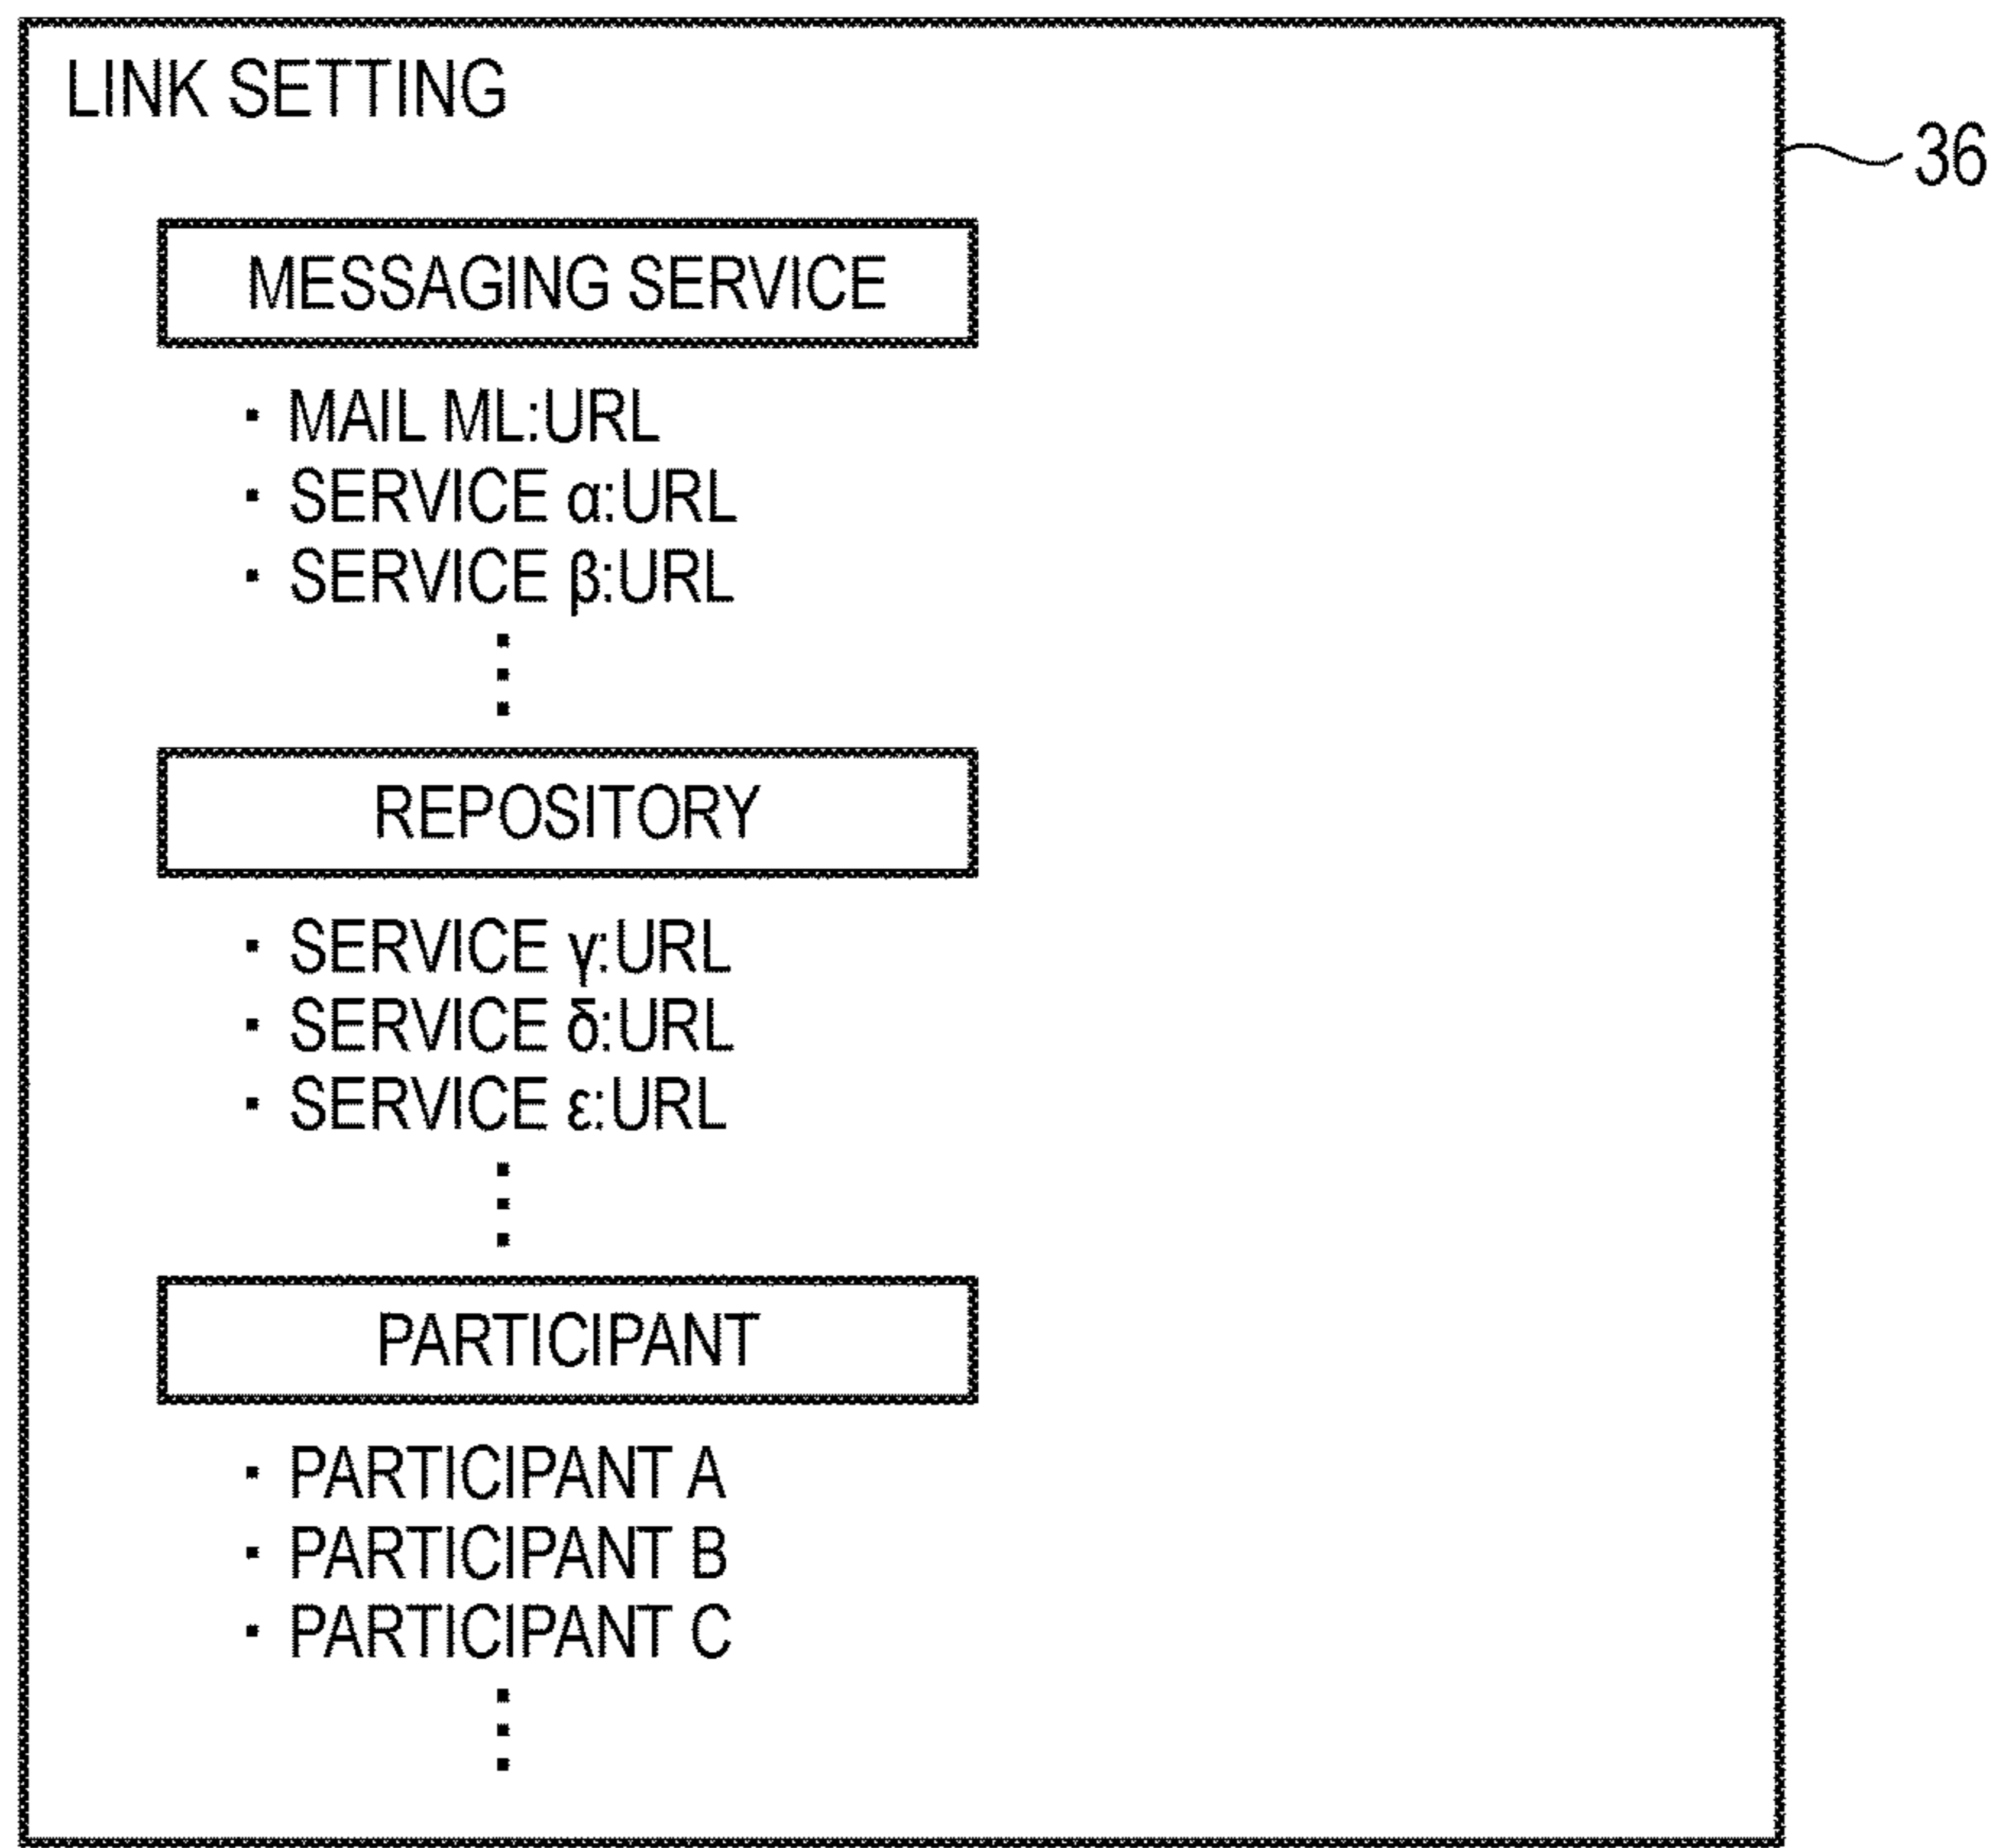 LINK SETTING
36
MESSAGING SERVICE
· MAIL ML:URL
· SERVICE α:URL
· SERVICE β:URL
REPOSITORY
· SERVICE γ:URL
· SERVICE δ:URL
· SERVICE ε:URL
PARTICIPANT
· PARTICIPANT A
· PARTICIPANT B
· PARTICIPANT C